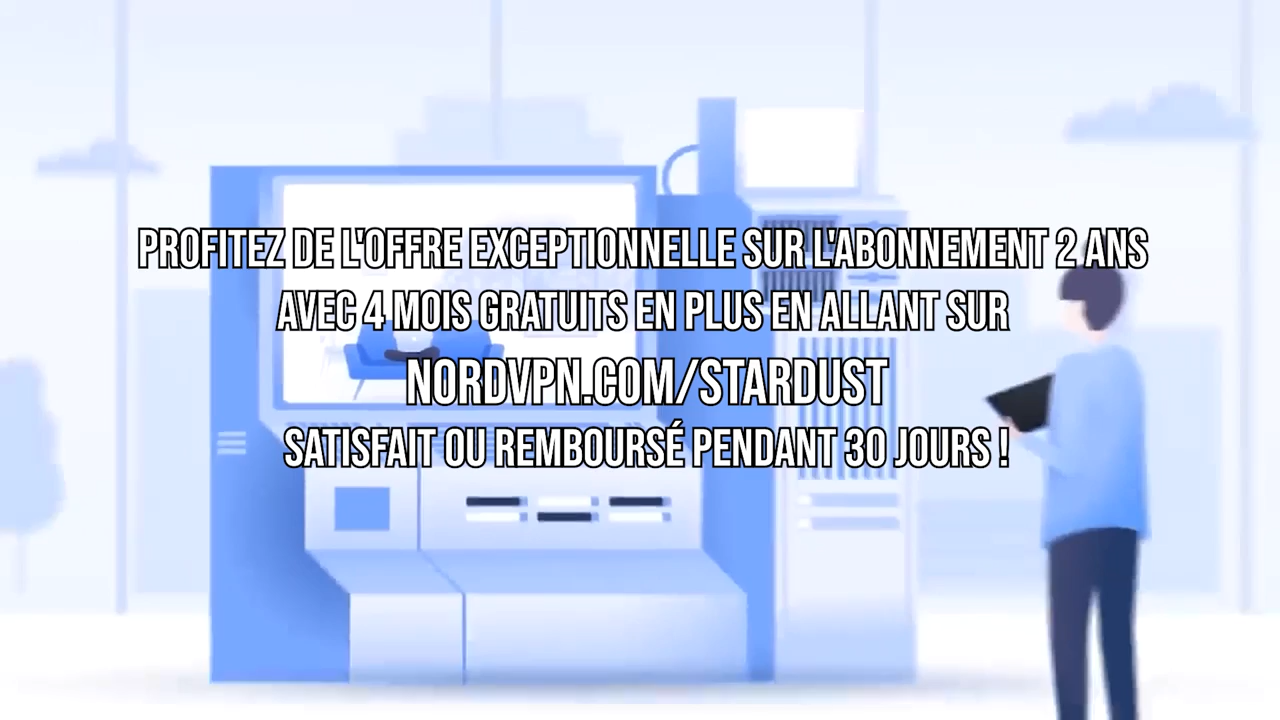 PROFITEZ DE L'OFFRE EXCEPTIONNELLE SUR L'ABONNEMENT 2 ANS
AVEC 4 MOIS GRATUITS EN PLUS EN ALLANT SUR
NORDVPN.COM/STARDUST
SATISFAIT OU REMBOURSÉ PENDANT 30 JOURS !